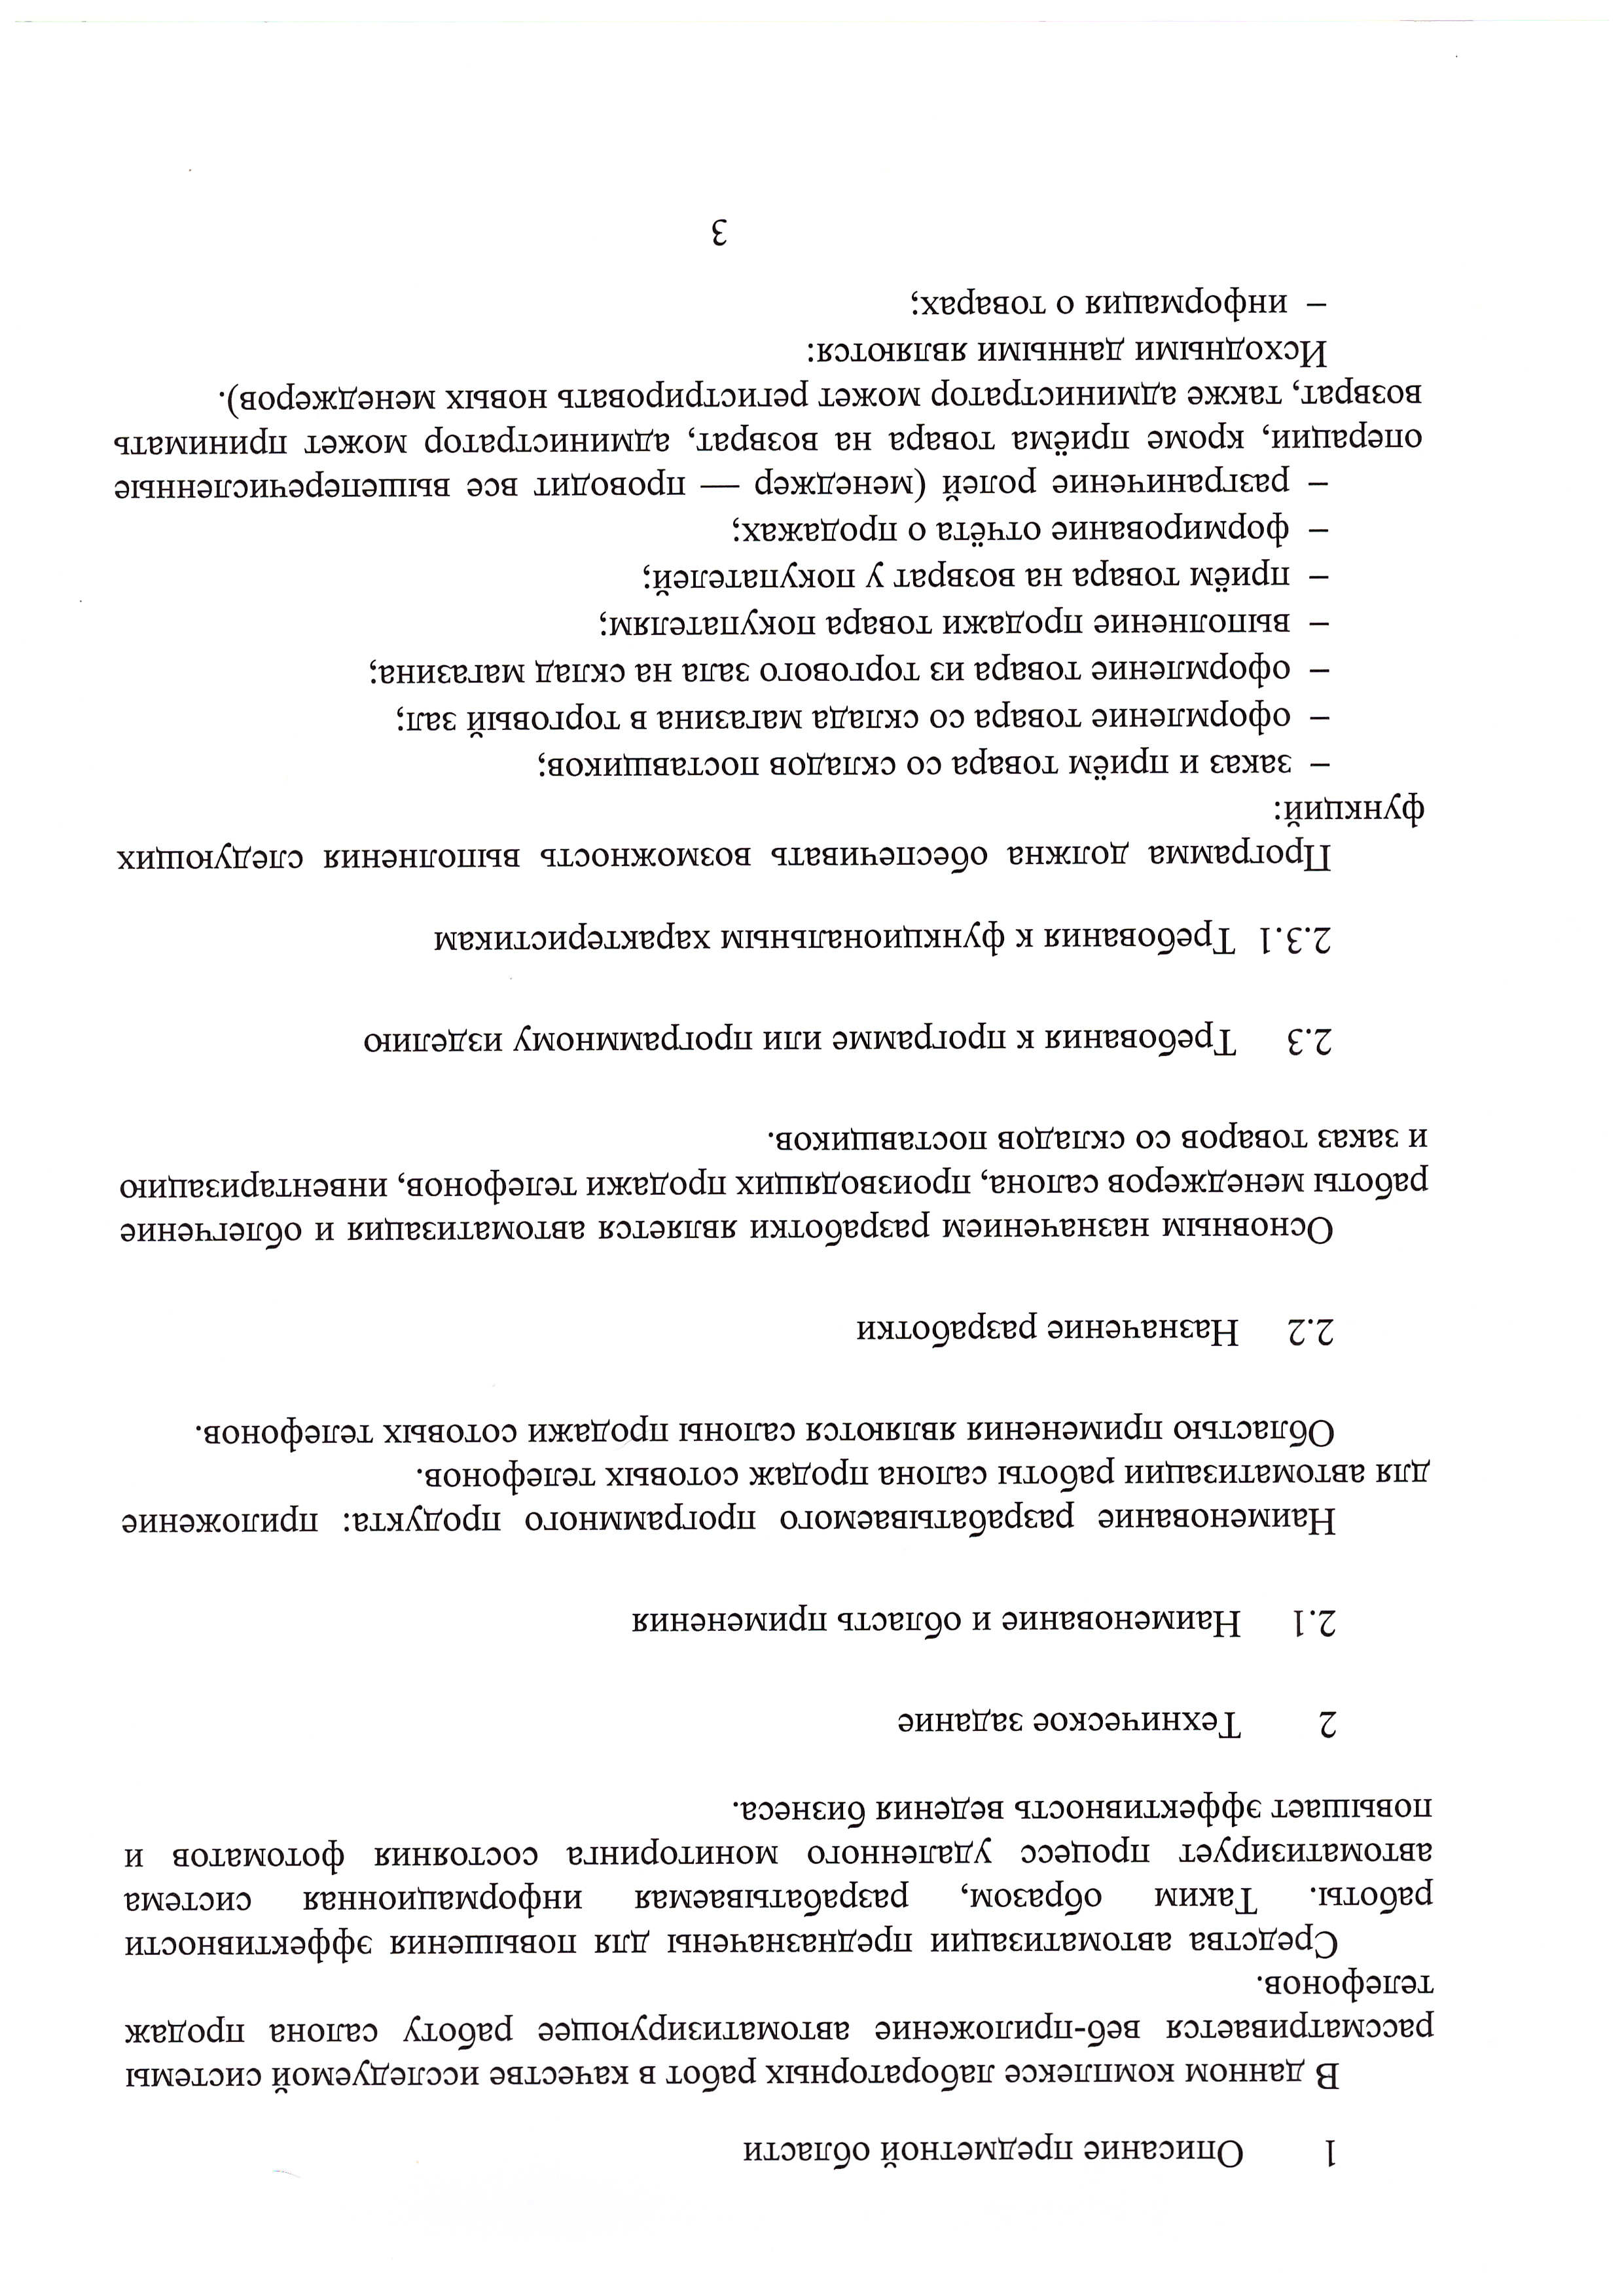 1 Описание предметной области
В данном комплексе лабораторных работ в качестве исследуемой системы
рассматривается веб-приложение автоматизирующее работу салона продаж
телефонов.
Средства автоматизации предназначены для повышения эффективности
работы. Таким образом, разрабатываемая информационная система
автоматизирует процесс удаленного мониторинга состояния фотоматов и
повышает эффективность ведения бизнеса.
2 Техническое задание
2.1 Наименование и область применения
Наименование разрабатываемого программного продукта: приложение
для автоматизации работы салона продаж сотовых телефонов.
Областью применения являются салоны продажи сотовых телефонов.
2.2 Назначение разработки
Основным назначением разработки является автоматизация и облегчение
работы менеджеров салона, производящих продажи телефонов, инвентаризацию
и заказ товаров со складов поставщиков.
2.3 Требования к программе или программному изделию
2.3.1 Требования к функциональным характеристикам
Программа должна обеспечивать возможность выполнения следующих
функций:
– заказ и приём товара со складов поставщиков;
– оформление товара со склада магазина в торговый зал;
– оформление товара из торгового зала на склад магазина;
– выполнение продажи товара покупателям;
– приём товара на возврат у покупателей;
– формирование отчёта о продажах;
– разграничение ролей (менеджер — проводит все вышеперечисленные
операции, кроме приёма товара на возврат, администратор может принимать
возврат, также администратор может регистрировать новых менеджеров).
Исходными данными являются:
– информация о товарах;
3